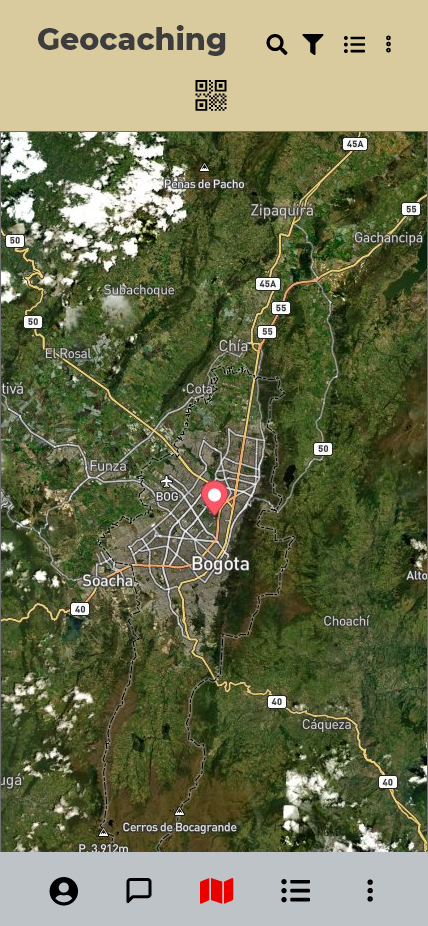 Geocaching
45A
Peñas de Pacho
Zipaquirá
55
50
Gachancipá
45A
Subachoque
55
50
55
Chía
El Rosal
Cota
tivá
50
Funza
BOG
Bogota
Soacha
Alto
40
Choachí
40
Cáqueza
ugá
40
Cerros de Bocagrande
P. 3.912m